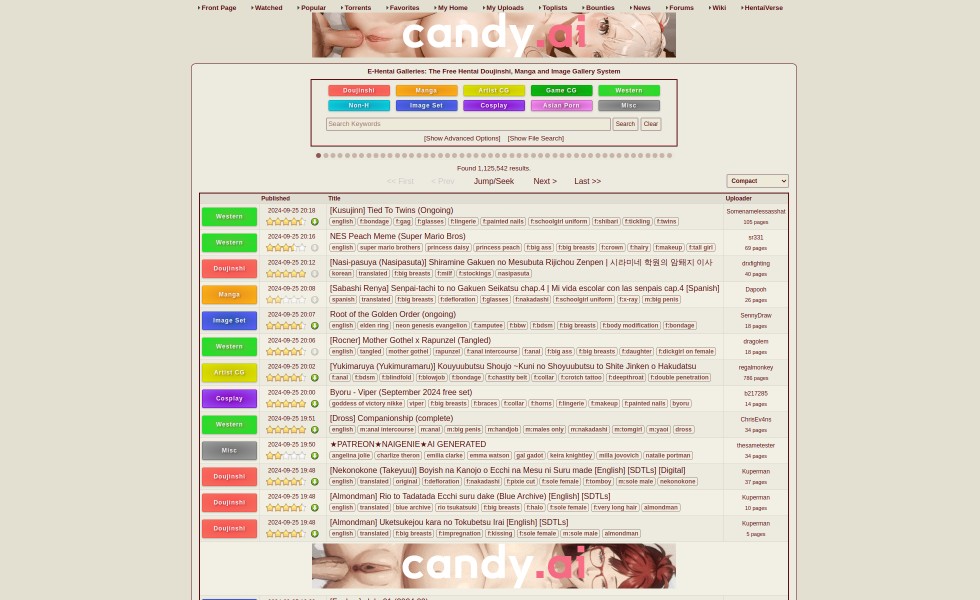 Front Page Watched Popular Torrents Favorites My Home My Uploads Toplists Bounties News Forums Wiki HentaiVerse
candy.ai
E-Hentai Galleries: The Free Hentai Doujinshi, Manga and Image Gallery System
Doujinshi Manga Artist CG Game CG Western
Non-H Image Set Cosplay Asian Porn Misc
Search Keywords Search Clear
[Show Advanced Options] [Show File Search]
Found 1,125,542 results.
<< First < Prev Jump/Seek Next > Last >> Compact
Published Title Uploader
Western 2024-09-25 20:18 [Kusujinn] Tied To Twins (Ongoing) Somenamelessasshat
english f:bondage f:gag f:glasses f:lingerie f:painted nails f:schoolgirl uniform f:shibari f:tickling f:twins 105 pages
Western 2024-09-25 20:16 NES Peach Meme (Super Mario Bros) sr331
english super mario brothers princess daisy princess peach f:big ass f:big breasts f:crown f:hairy f:makeup f:tall girl 69 pages
Doujinshi 2024-09-25 20:12 [Nasi-pasuya (Nasipasuta)] Shiramine Gakuen no Mesubuta Rijichou Zenpen | 시라미네 학원의 암퇘지 이사 drxfighting
korean translated f:big breasts f:milf f:stockings nasipasuta 40 pages
Manga 2024-09-25 20:08 [Sabashi Renya] Senpai-tachi to no Gakuen Seikatsu chap.4 | Mi vida escolar con las senpais cap.4 [Spanish] Dapooh
spanish translated f:big breasts f:defloration f:glasses f:nakadashi f:schoolgirl uniform f:x-ray m:big penis 26 pages
Image Set 2024-09-25 20:07 Root of the Golden Order (ongoing) SennyDraw
english elden ring neon genesis evangelion f:amputee f:bbw f:bdsm f:big breasts f:body modification f:bondage 18 pages
Western 2024-09-25 20:06 [Rocner] Mother Gothel x Rapunzel (Tangled) dragolem
english tangled mother gothel rapunzel f:anal intercourse f:anal f:big ass f:big breasts f:daughter f:dickgirl on female 18 pages
Artist CG 2024-09-25 20:02 [Yukimaruya (Yukimuramaru)] Kouyuubutsu Shoujo ~Kuni no Shoyuubutsu to Shite Jinken o Hakudatsu regalmonkey
f:anal f:bdsm f:blindfold f:blowjob f:bondage f:chastity belt f:collar f:crotch tattoo f:deepthroat f:double penetration 786 pages
Cosplay 2024-09-25 20:00 Byoru - Viper (September 2024 free set) b217285
goddess of victory nikke viper f:big breasts f:braces f:collar f:horns f:lingerie f:makeup f:painted nails byoru 14 pages
Western 2024-09-25 19:51 [Dross] Companionship (complete) ChrisEv4ns
english m:anal intercourse m:anal m:big penis m:handjob m:males only m:nakadashi m:tomgirl m:yaoi dross 34 pages
Misc 2024-09-25 19:50 ★PATREON★NAIGENIE★AI GENERATED thesametester
angelina jolie charlize theron emilia clarke emma watson gal gadot keira knightley milla jovovich natalie portman 34 pages
Doujinshi 2024-09-25 19:48 [Nekonokone (Takeyuu)] Boyish na Kanojo o Ecchi na Mesu ni Suru made [English] [SDTLs] [Digital] Kuperman
english translated original f:defloration f:nakadashi f:pixie cut f:sole female f:tomboy m:sole male nekonokone 37 pages
Doujinshi 2024-09-25 19:48 [Almondman] Rio to Tadatada Ecchi suru dake (Blue Archive) [English] [SDTLs] Kuperman
english translated blue archive rio tsukatsuki f:big breasts f:halo f:sole female f:very long hair almondman 10 pages
Doujinshi 2024-09-25 19:48 [Almondman] Uketsukejou kara no Tokubetsu Irai [English] [SDTLs] Kuperman
english translated f:big breasts f:impregnation f:kissing f:sole female m:sole male almondman 5 pages
candy.ai